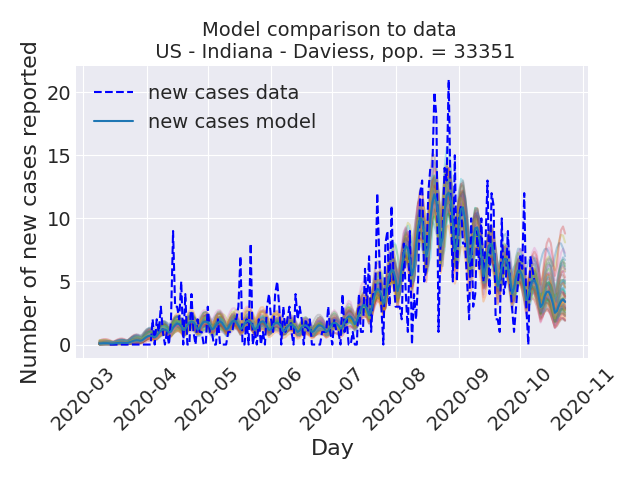 Model comparison to data
US - Indiana - Daviess, pop. = 33351
Number of new cases reported
20
15
10
5
0
new cases data
new cases model
2020-03
2020-04
2020-05
2020-06
2020-07
2020-08
2020-09
2020-10
2020-11
Day